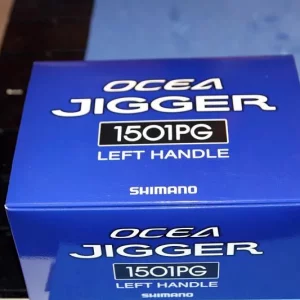 OCEA
JIGGER
1501PG
LEFT HANDLE
SHIMANO
OCEA
JIGGER
1501PG
LEFT HANDLE
SHIMANO